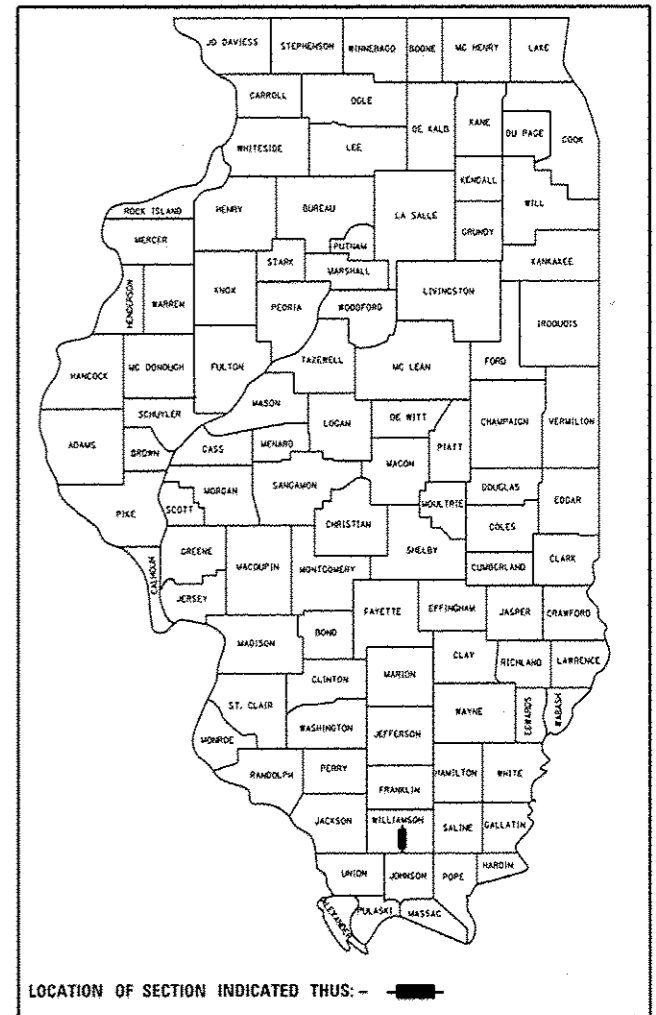 JO DAVIESS STEPHENSON WINNEBAGO BOONE MC HENRY LAKE
CARROLL OGLE DE KALB KANE DU PAGE COOK
WHITESIDE LEE
KENDALL WILL
ROCK ISLAND HENRY BUREAU LA SALLE GRUNDY
MERCER PUTNAM
STARK MARSHALL KANKAKEE
HENDERSON WARREN KNOX PEORIA WOODFORD LIVINGSTON IROQUOIS
HANCOCK MC DONOUGH FULTON TAZEWELL MC LEAN FORD
MASON
SCHUYLER LOGAN DE WITT CHAMPAIGN VERMILION
ADAMS BROWN CASS MENARD MACON PIATT
PIKE SCOTT MORGAN SANGAMON MOULTRIE DOUGLAS EDGAR
CHRISTIAN COLES
CALHOUN GREENE MACOUPIN MONTGOMERY SHELBY CUMBERLAND CLARK
JERSEY
FAYETTE EFFINGHAM JASPER CRAWFORD
MADISON BOND CLAY RICHLAND LAWRENCE
CLINTON MARION
ST. CLAIR WAYNE EDWARDS WABASH
MONROE WASHINGTON JEFFERSON
RANDOLPH PERRY HAMILTON WHITE
FRANKLIN
JACKSON WILLIAMSON SALINE GALLATIN
UNION JOHNSON POPE HARDIN
ALEXANDER PULASKI MASSAC
LOCATION OF SECTION INDICATED THUS: -